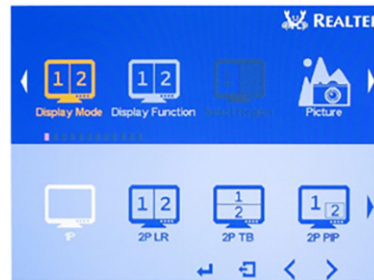 REALTEK
1 2
1 2
Display Mode
Display Function
Picture
1P
1 2
2P LR
1
2
2P TB
1 2
2P PIP